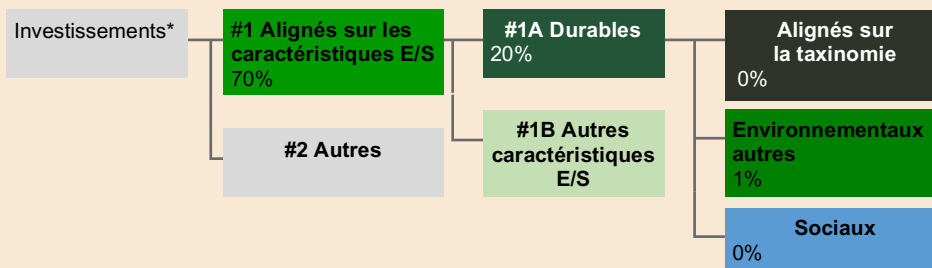 Investissements*
#1 Alignés sur les
caractéristiques E/S
70%
#2 Autres
#1A Durables
20%
#1B Autres
caractéristiques
E/S
Alignés sur
la taxinomie
0%
Environnementaux
autres
1%
Sociaux
0%